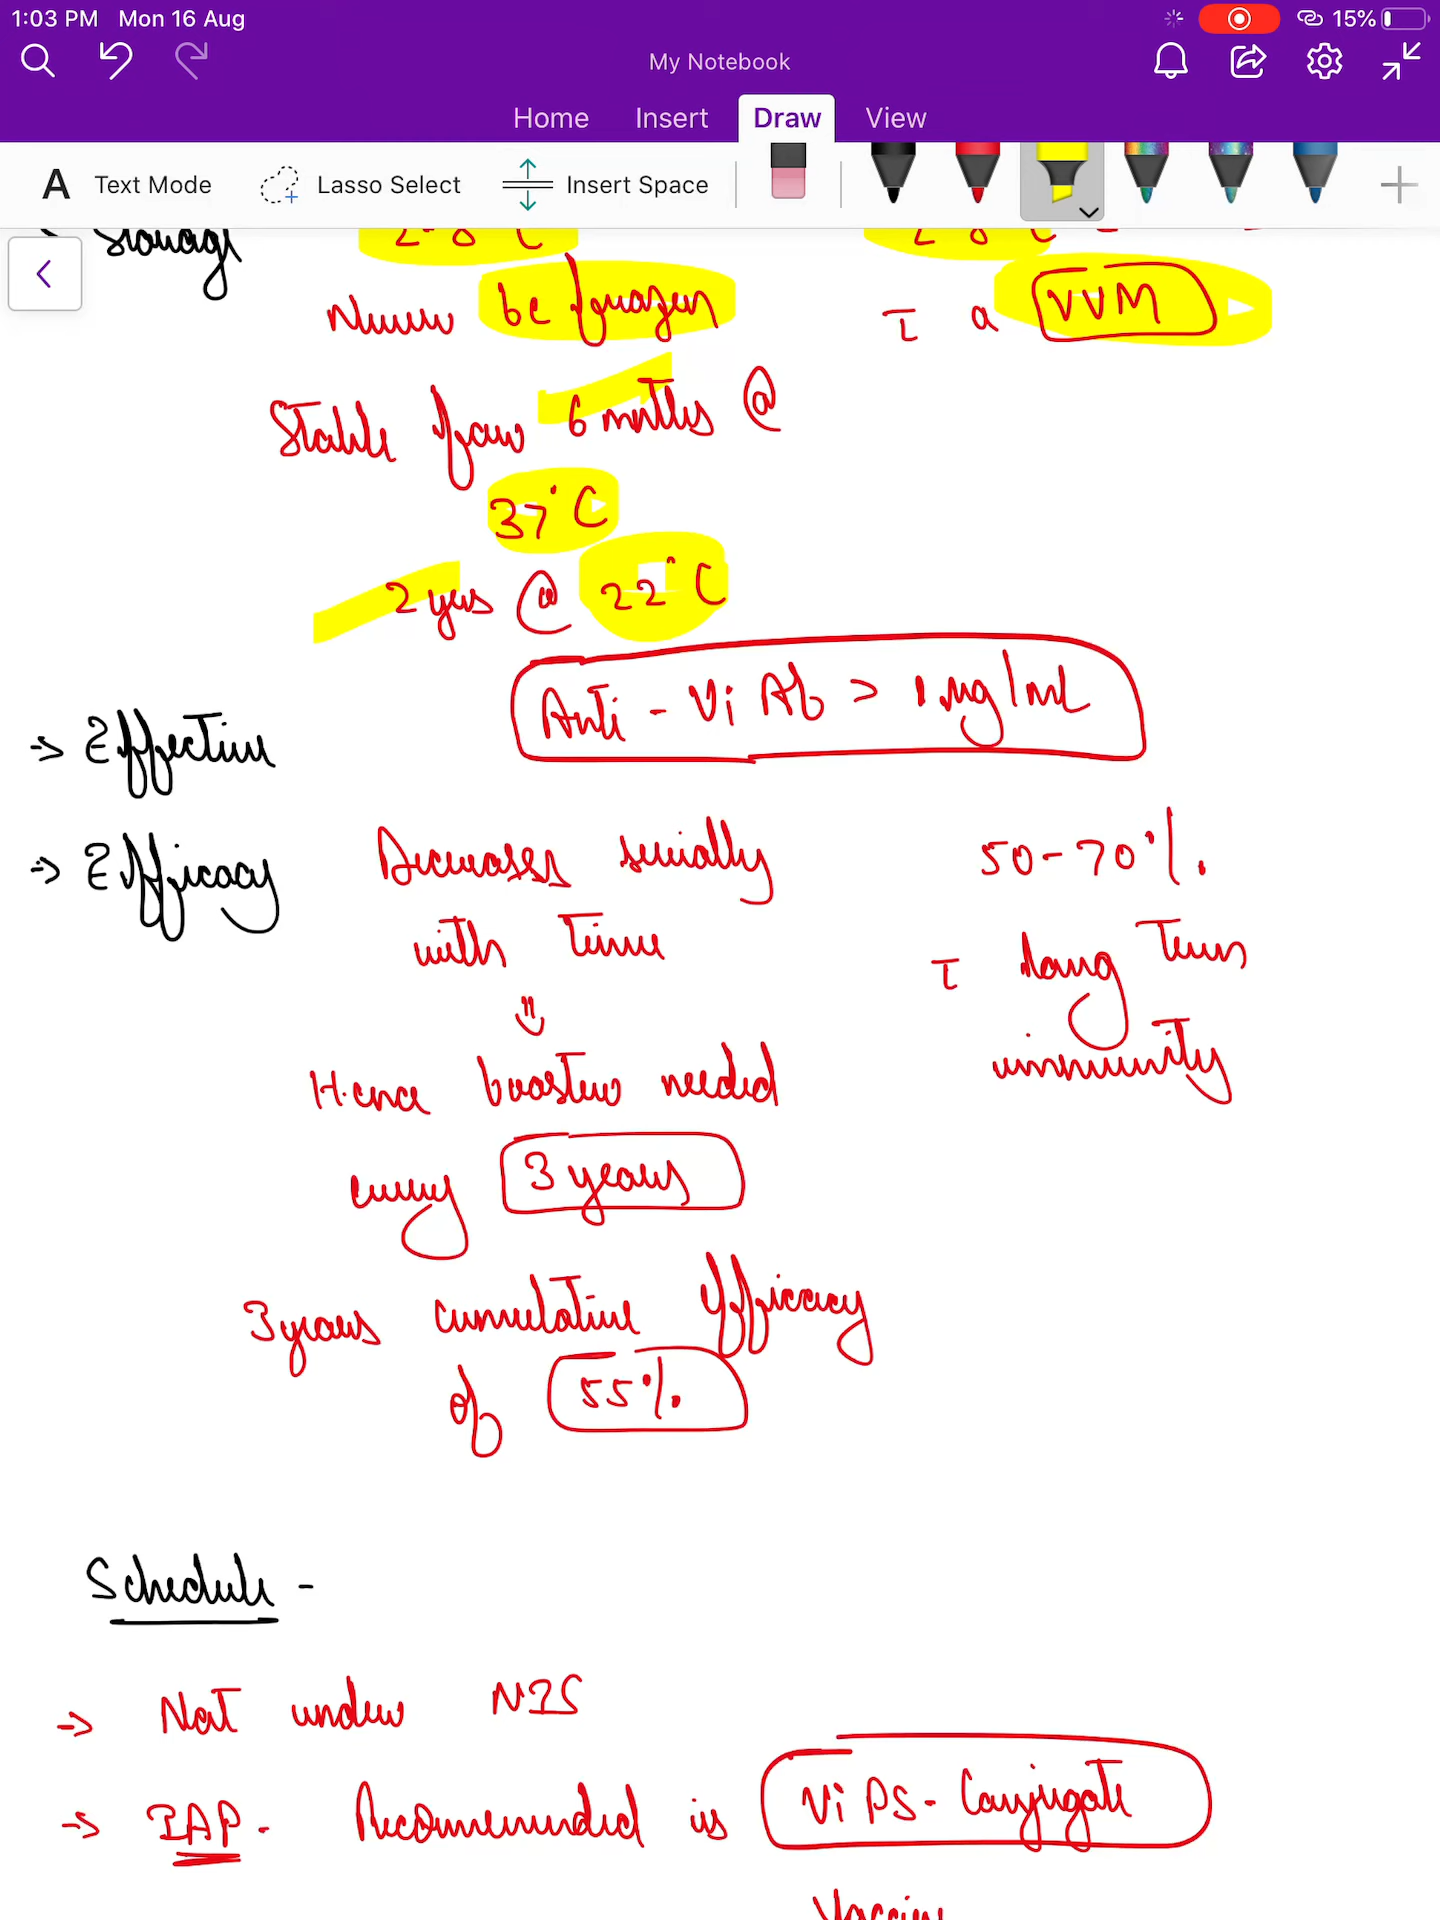 1:03 PM Mon 16 Aug
15%
My Notebook
Home Insert Draw View
A Text Mode Lasso Select Insert Space
Storage 2-8°C 2-8°C
Never be frozen
c̄ a VVM
Stable for 6 months @
37°C
2 yrs @ 22°C
Anti - Vi Ab > 1 µg/mL
→ Effective
→ Efficacy Decreases serially 50-70%.
with time c̄ long term
immunity
Hence booster needed
every 3 years
3 years cumulative efficacy
of 55%.
Schedule -
→ Not under NIS
→ IAP - Recommended is Vi PS - Conjugate
Vaccine